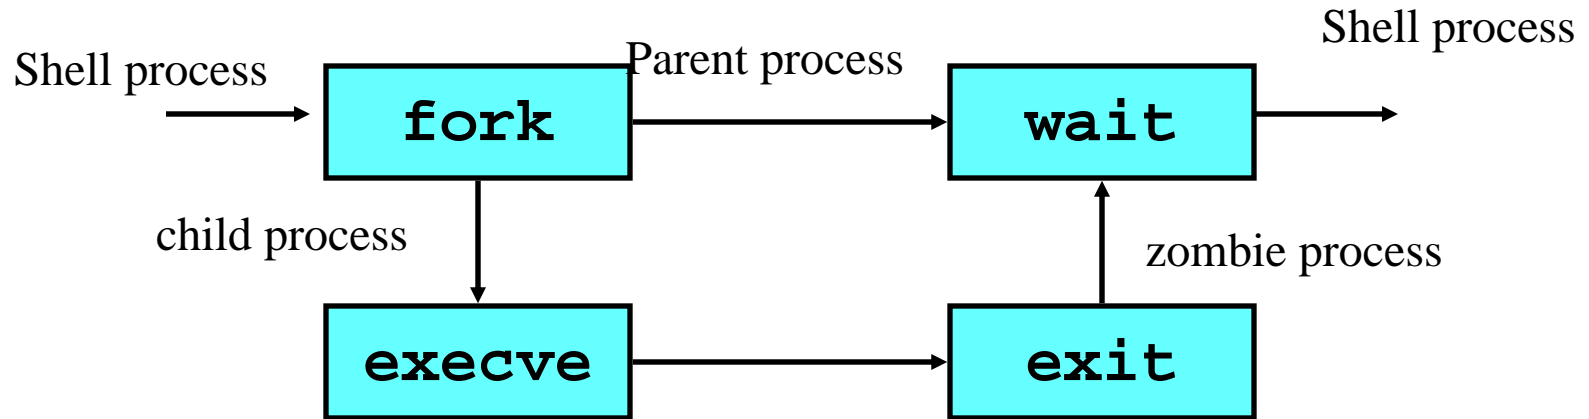 Shell process
Shell process
Parent process
fork
wait
child process
zombie process
execve
exit